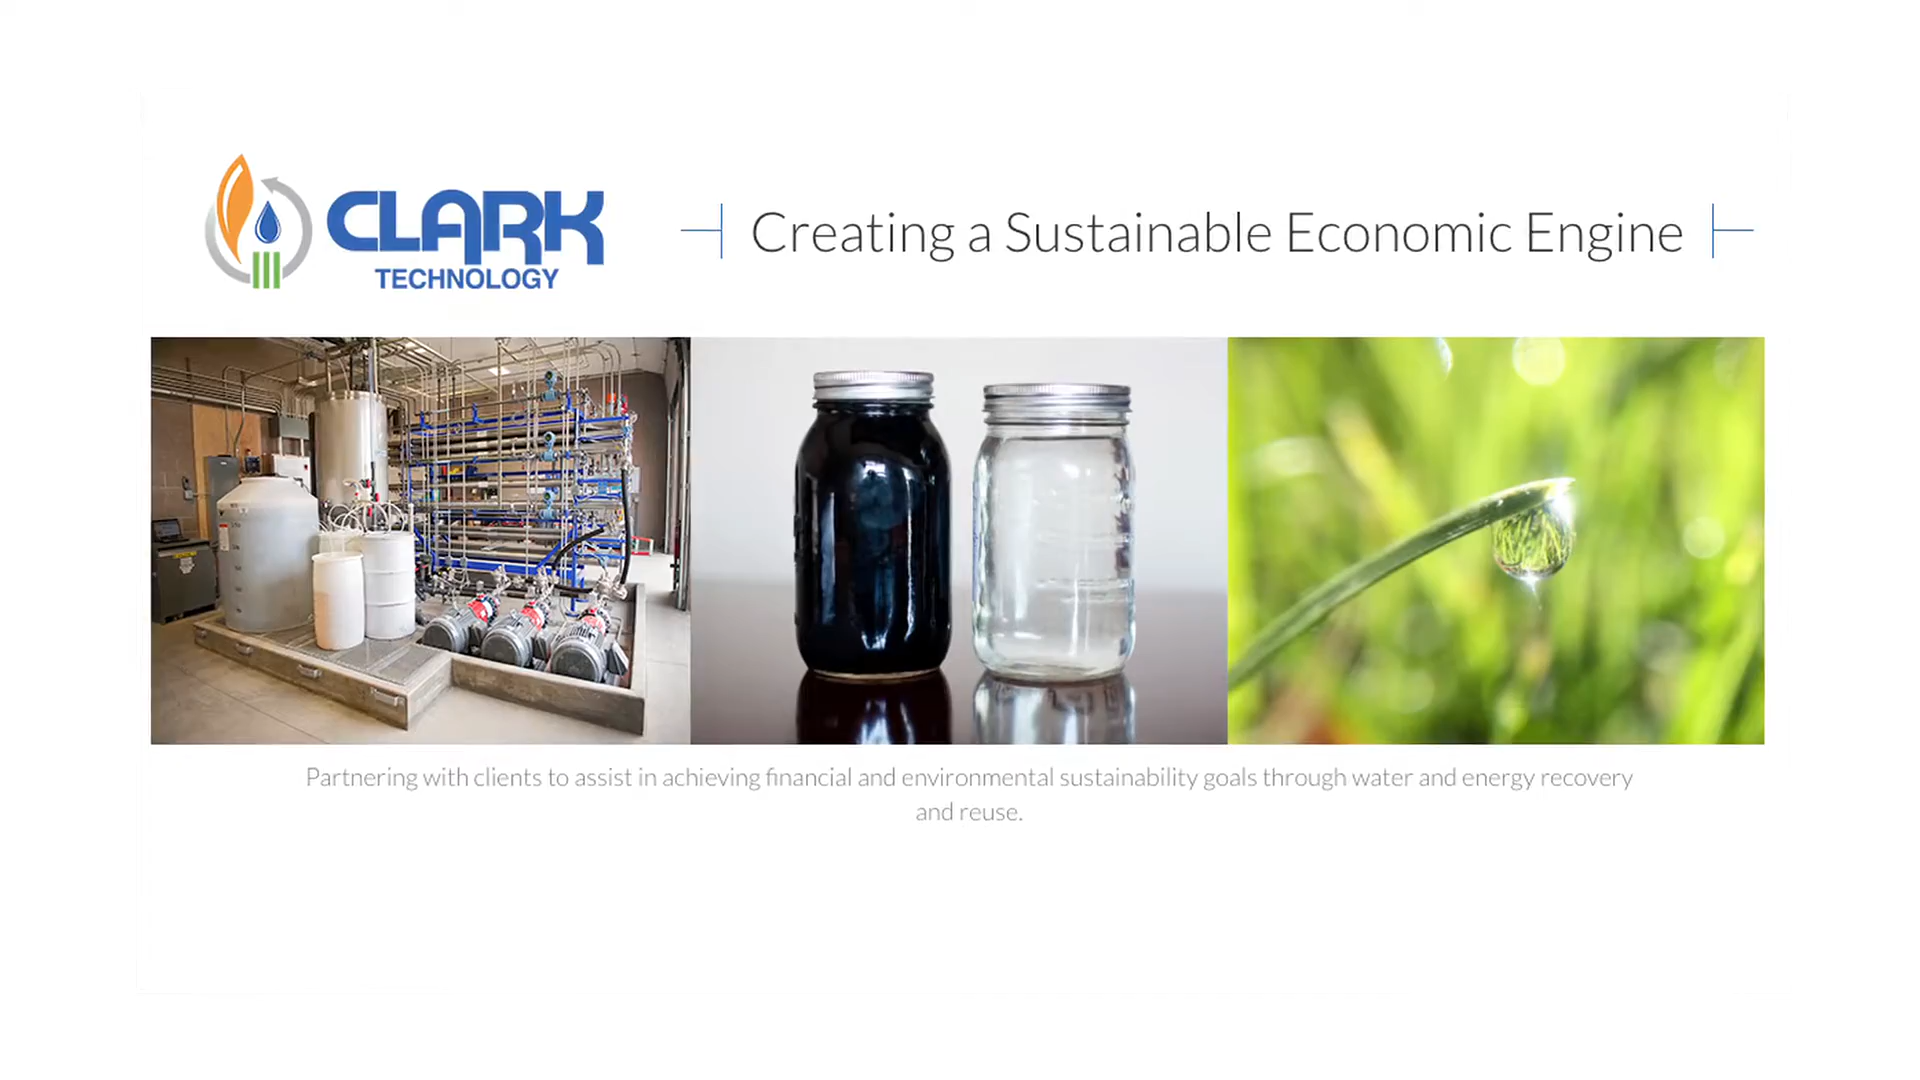 CLARK
TECHNOLOGY
Creating a Sustainable Economic Engine
Partnering with clients to assist in achieving financial and environmental sustainability goals through water and energy recovery
and reuse.